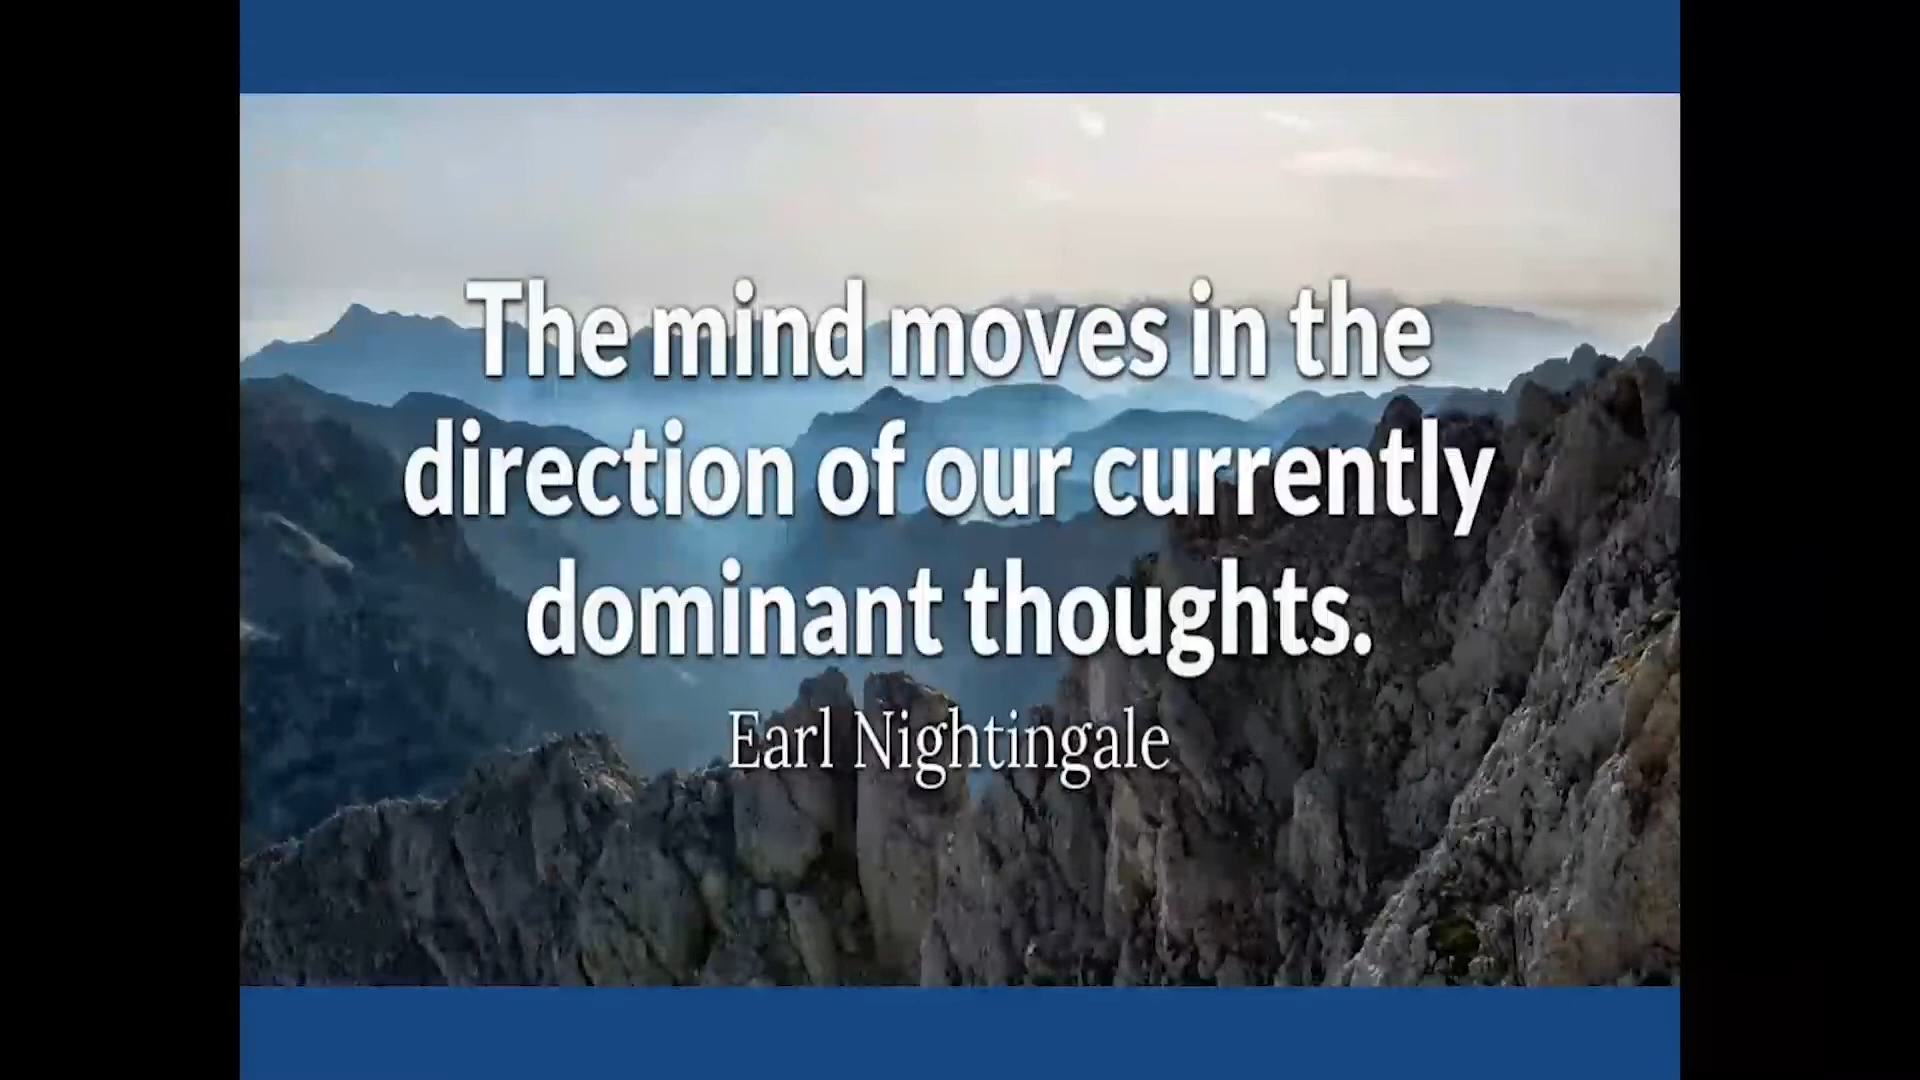 The mind moves in the
direction of our currently
dominant thoughts.
Earl Nightingale